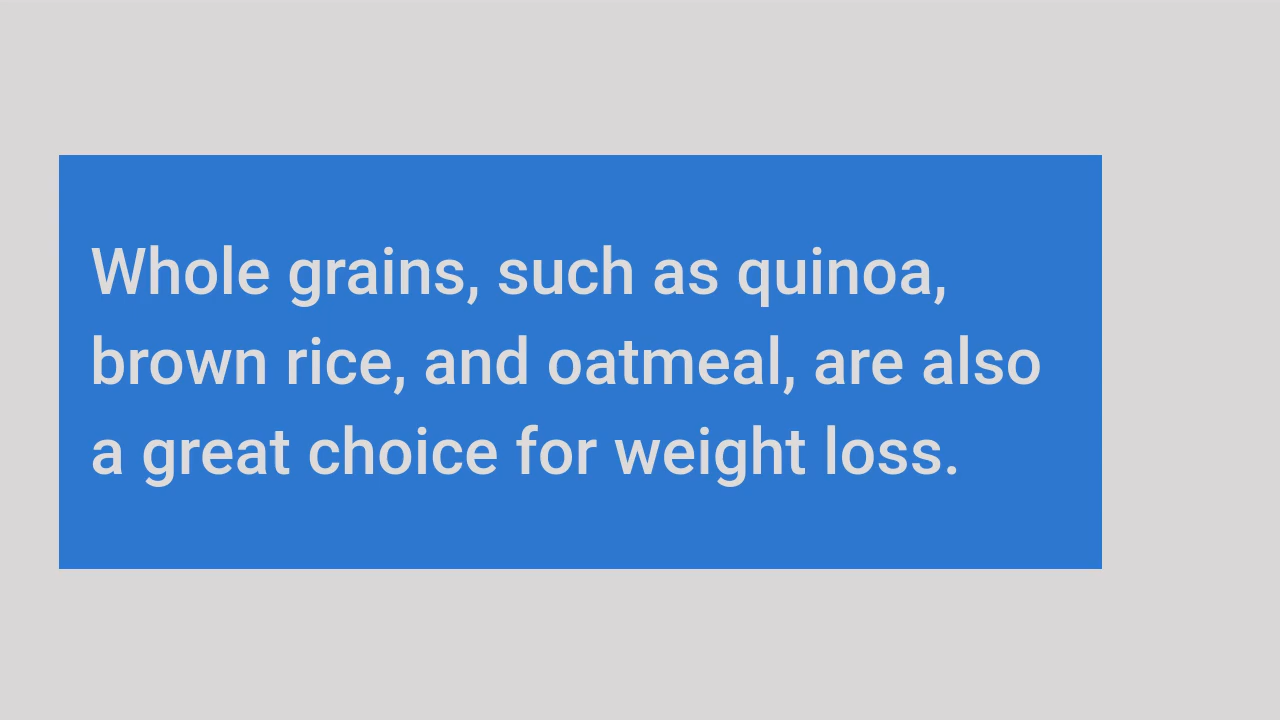 Whole grains, such as quinoa,
brown rice, and oatmeal, are also
a great choice for weight loss.